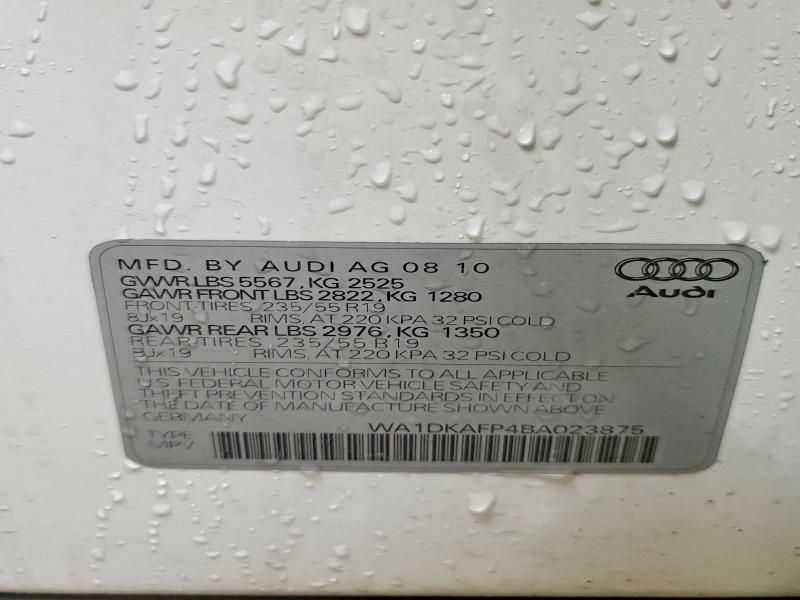 MFD. BY AUDI AG 08 10
GVWR LBS 5567, KG 2525
GAWR FRONT LBS 2822, KG 1280
FRONT TIRES 235/55 R19
8Jx19 RIMS, AT 220 KPA 32 PSI COLD
GAWR REAR LBS 2976, KG 1350
REAR TIRES, 235/55 R19
8Jx19 RIMS, AT 220 KPA 32 PSI COLD
Audi
THIS VEHICLE CONFORMS TO ALL APPLICABLE
U.S. FEDERAL MOTOR VEHICLE SAFETY AND
THEFT PREVENTION STANDARDS IN EFFECT ON
THE DATE OF MANUFACTURE SHOWN ABOVE
GERMANY WA1DKAFP4BA023875
TYPE
MPV